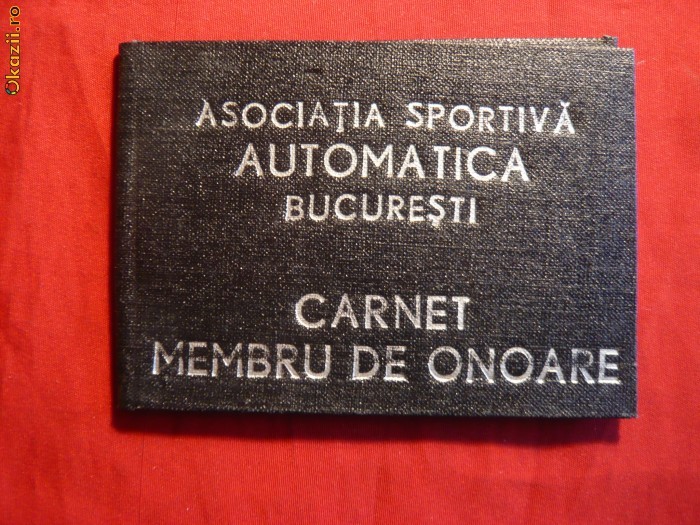 Okazii.ro
ASOCIAȚIA SPORTIVĂ
AUTOMATICA
BUCUREȘTI
CARNET
MEMBRU DE ONOARE